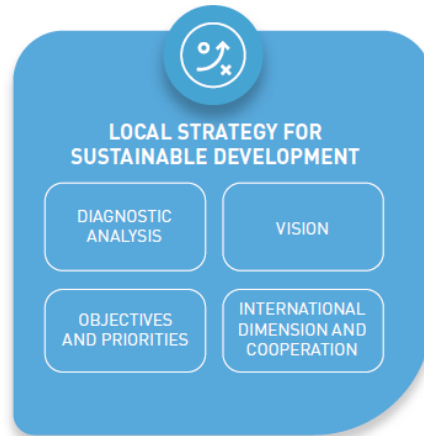 LOCAL STRATEGY FOR
SUSTAINABLE DEVELOPMENT
DIAGNOSTIC
ANALYSIS
VISION
OBJECTIVES
AND PRIORITIES
INTERNATIONAL
DIMENSION AND
COOPERATION